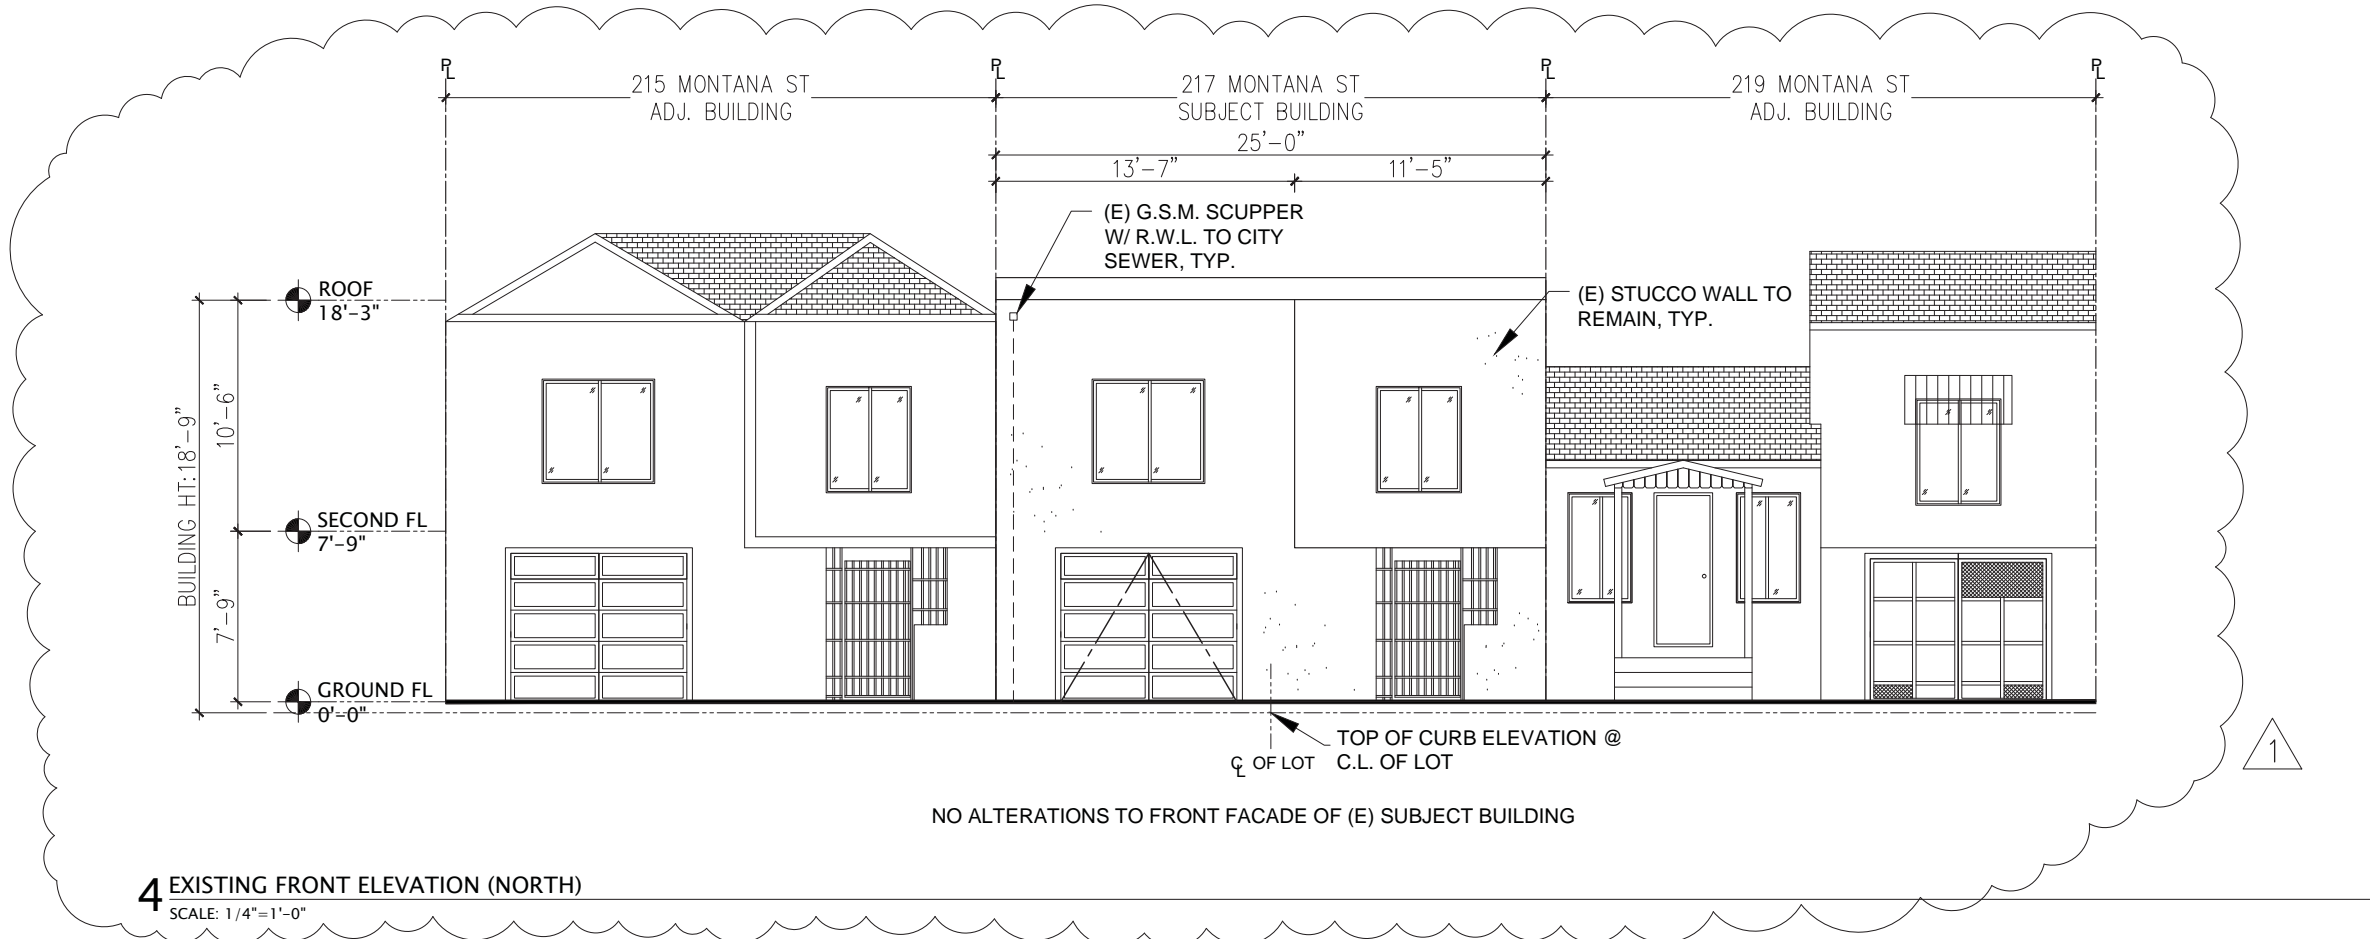 PL PL PL PL
215 MONTANA ST
ADJ. BUILDING
217 MONTANA ST
SUBJECT BUILDING
219 MONTANA ST
ADJ. BUILDING
25'-0"
13'-7" 11'-5"
(E) G.S.M. SCUPPER
W/ R.W.L. TO CITY
SEWER, TYP.
(E) STUCCO WALL TO
REMAIN, TYP.
ROOF
18'-3"
SECOND FL
7'-9"
GROUND FL
0'-0"
BUILDING HT: 18'-9"
10'-6"
7'-9"
TOP OF CURB ELEVATION @
C.L. OF LOT
CL OF LOT
1
NO ALTERATIONS TO FRONT FACADE OF (E) SUBJECT BUILDING
4 EXISTING FRONT ELEVATION (NORTH)
SCALE: 1/4"=1'-0"